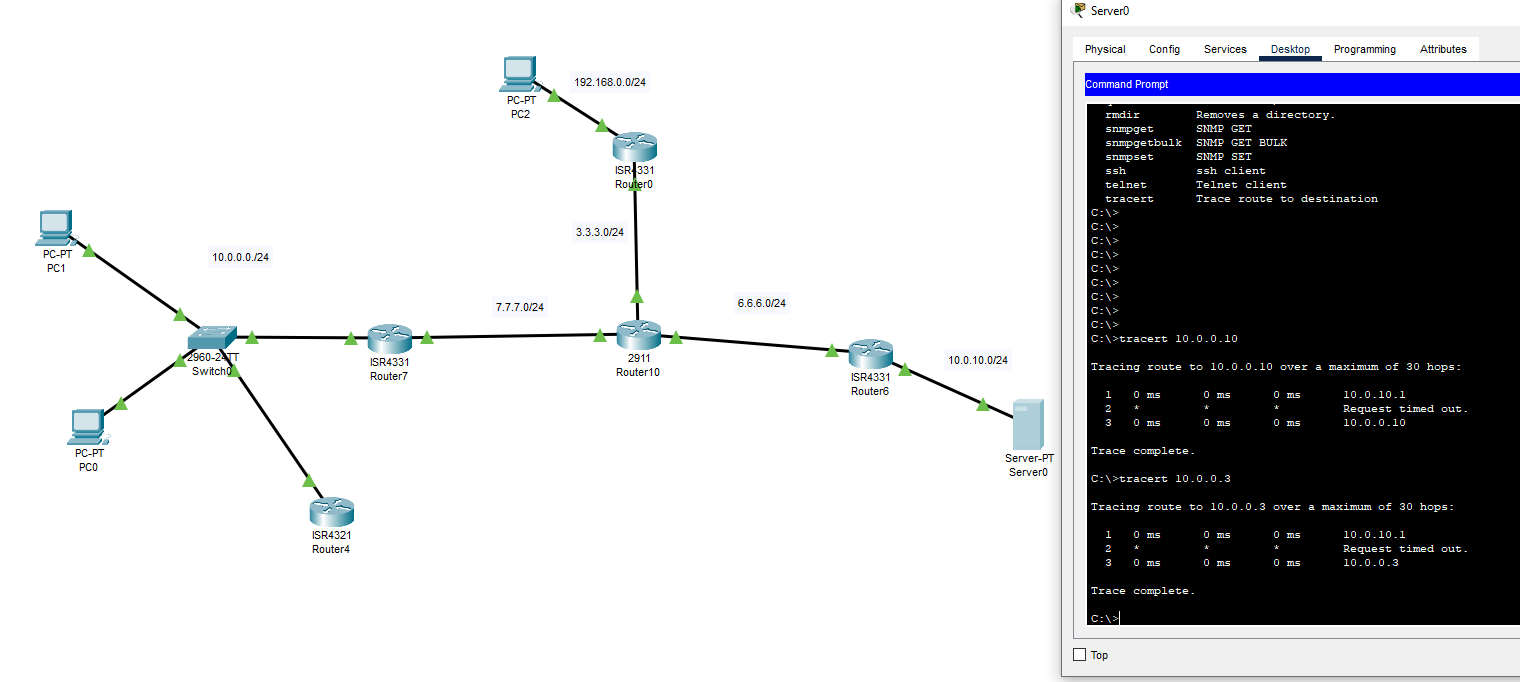 192.168.0.0/24
PC-PT
PC2
ISR4331
Router0
3.3.3.0/24
PC-PT
PC1
10.0.0.0./24
7.7.7.0/24
6.6.6.0/24
2960-24TT
Switch0
ISR4331
Router7
2911
Router10
ISR4331
Router6
10.0.10.0/24
PC-PT
PC0
Server-PT
Server0
ISR4321
Router4
Server0
Physical Config Services Desktop Programming Attributes
Command Prompt
rmdir Removes a directory.
snmpget SNMP GET
snmpgetbulk SNMP GET BULK
snmpset SNMP SET
ssh ssh client
telnet Telnet client
tracert Trace route to destination
C:\>
C:\>
C:\>
C:\>
C:\>
C:\>
C:\>
C:\>
C:\>
C:\>tracert 10.0.0.10
Tracing route to 10.0.0.10 over a maximum of 30 hops:
1 0 ms 0 ms 0 ms 10.0.10.1
2 * * * Request timed out.
3 0 ms 0 ms 0 ms 10.0.0.10
Trace complete.
C:\>tracert 10.0.0.3
Tracing route to 10.0.0.3 over a maximum of 30 hops:
1 0 ms 0 ms 0 ms 10.0.10.1
2 * * * Request timed out.
3 0 ms 0 ms 0 ms 10.0.0.3
Trace complete.
C:\>
Top